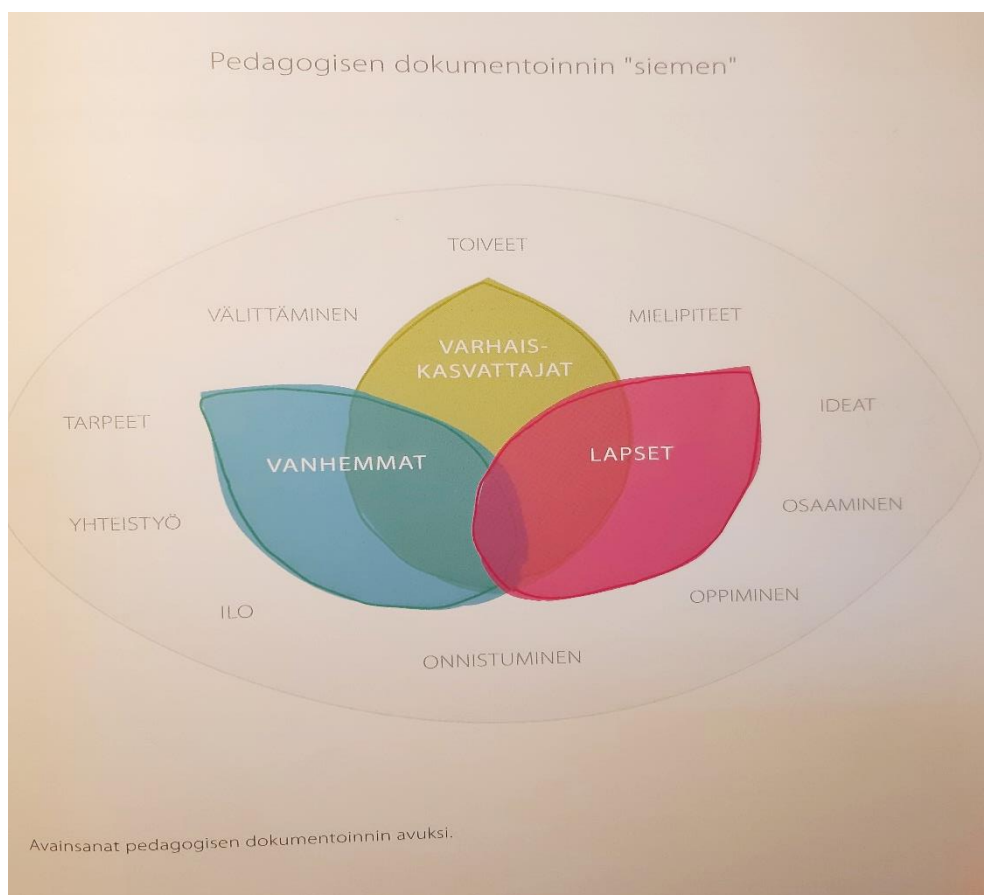 Pedagogisen dokumentoinnin "siemen"
TOIVEET
VÄLITTÄMINEN
MIELIPITEET
VARHAIS-
KASVATTAJAT
TARPEET
IDEAT
VANHEMMAT
LAPSET
YHTEISTYÖ
OSAAMINEN
ILO
OPPIMINEN
ONNISTUMINEN
Avainsanat pedagogisen dokumentoinnin avuksi.